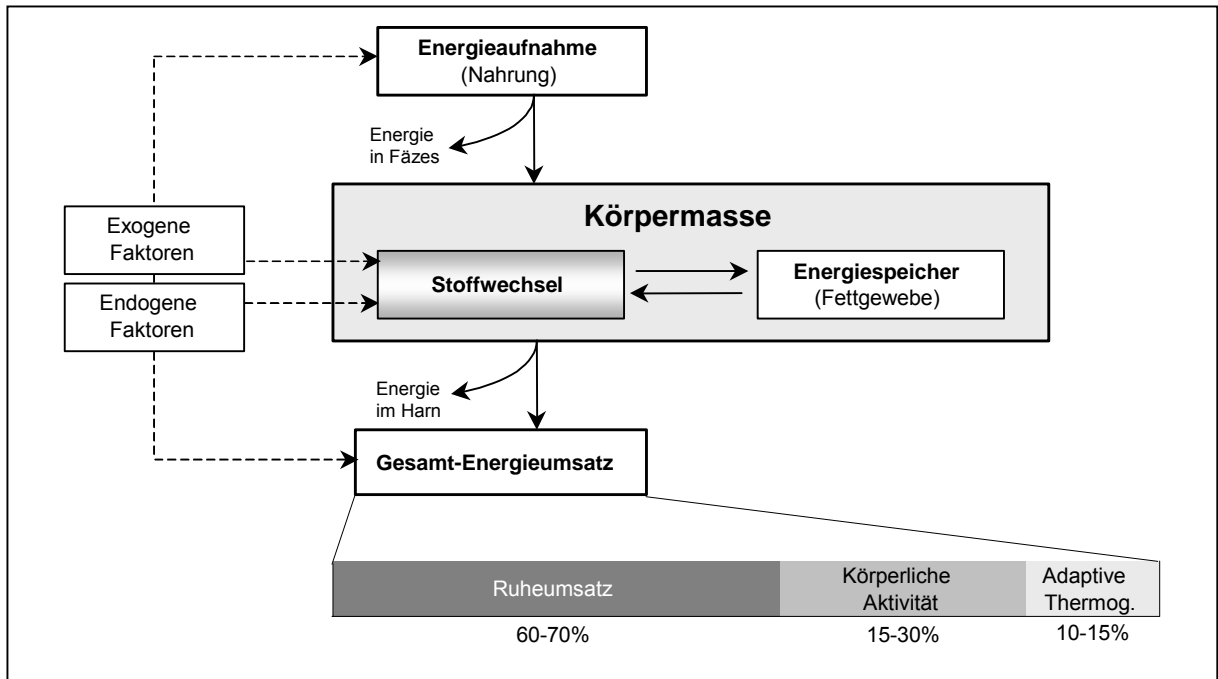 Energieaufnahme
(Nahrung)
Energie
in Fäzes
Körpermasse
Exogene
Faktoren
Endogene
Faktoren
Stoffwechsel
Energiespeicher
(Fettgewebe)
Energie
im Harn
Gesamt-Energieumsatz
Ruheumsatz
Körperliche
Aktivität
Adaptive
Thermog.
60-70%
15-30%
10-15%